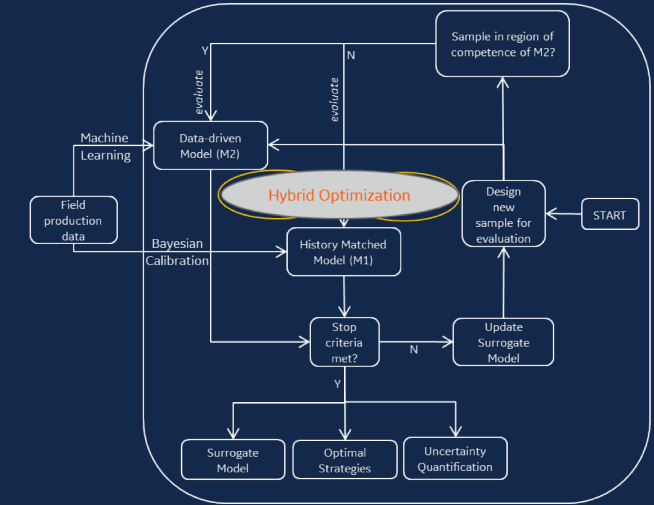 Sample in region of
competence of M2?
Y
N
evaluate
evaluate
Machine
Learning
Data-driven
Model (M2)
Hybrid Optimization
Design
new
sample for
evaluation
START
Field
production
data
Bayesian
Calibration
History Matched
Model (M1)
Stop
criteria
met?
N
Update
Surrogate
Model
Y
Surrogate
Model
Optimal
Strategies
Uncertainty
Quantification